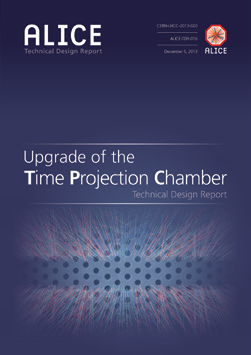 ALICE
Technical Design Report
CERN-LHCC-2013-020
ALICE-TDR-016
December 3, 2013
ALICE
Upgrade of the
Time Projection Chamber
Technical Design Report